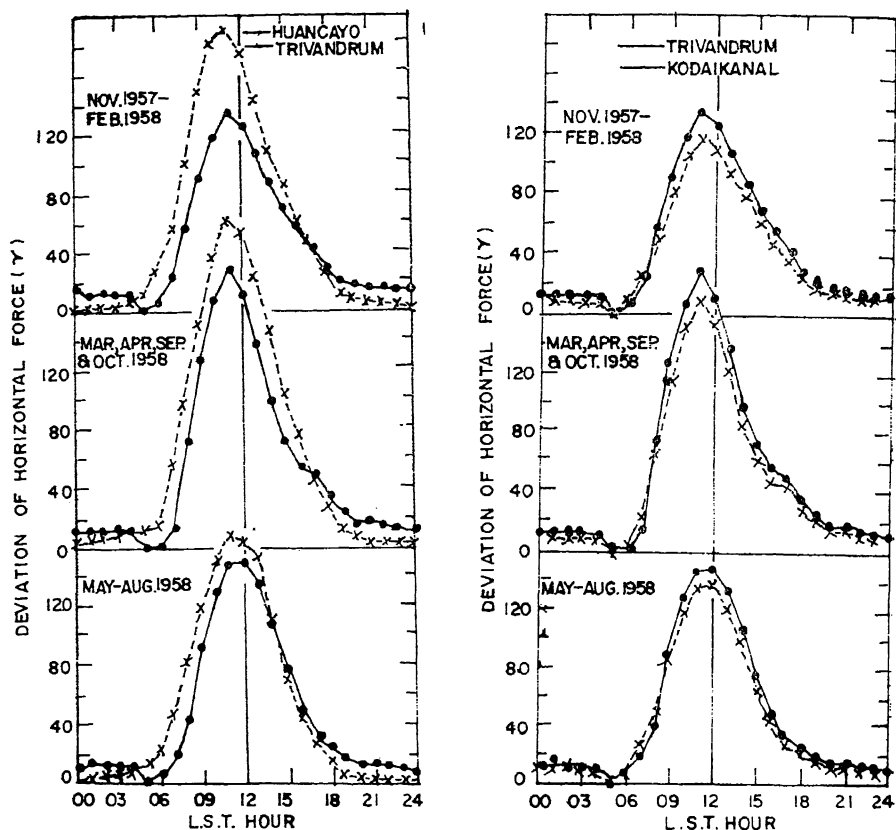 HUANCAYO
TRIVANDRUM
NOV.1957-
FEB.1958
120
80
40
0
MAR,APR,SEP.
& OCT. 1958
120
80
40
0
MAY-AUG.1958
120
80
40
0
00 03 06 09 12 15 18 21 24
L.S.T. HOUR
DEVIATION OF HORIZONTAL FORCE(γ)
TRIVANDRUM
KODAIKANAL
NOV.1957-
FEB.1958
120
80
40
0
MAR,APR,SEP.
& OCT. 1958
120
80
40
0
MAY-AUG.1958
120
80
40
0
00 03 06 09 12 15 18 21 24
L.S.T. HOUR
DEVIATION OF HORIZONTAL FORCE(γ)